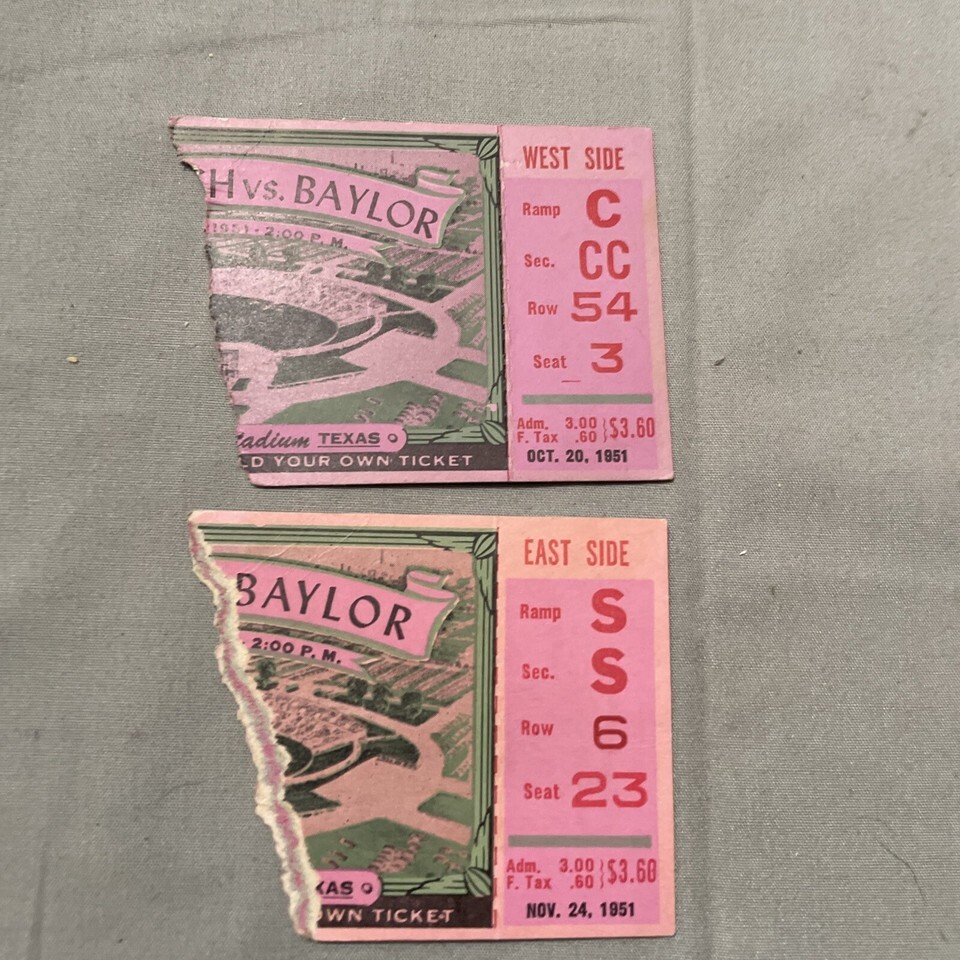 H vs. BAYLOR
1951 - 2:00 P. M.
tadium TEXAS
LD YOUR OWN TICKET
WEST SIDE
Ramp C
Sec. CC
Row 54
Seat 3
Adm. 3.00
F. Tax .60 } $3.60
OCT. 20, 1951
BAYLOR
- 2:00 P. M.
XAS
OWN TICKET
EAST SIDE
Ramp S
Sec. S
Row 6
Seat 23
Adm. 3.00
F. Tax .60 } $3.60
NOV. 24, 1951